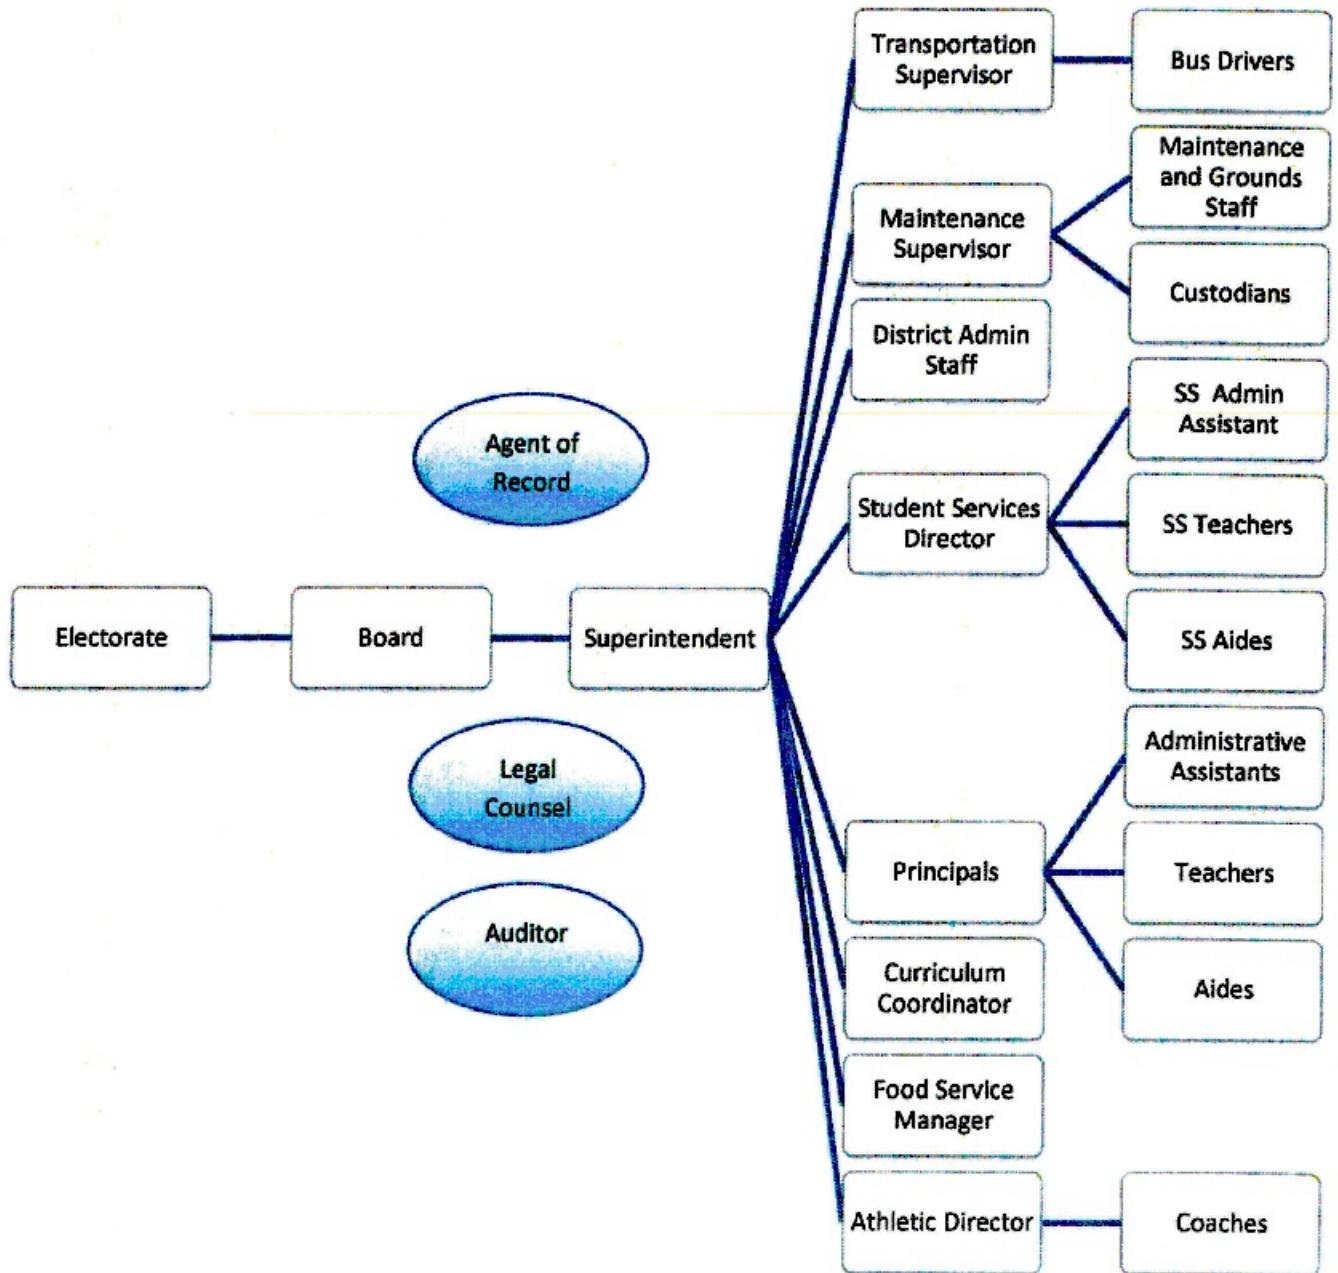 Transportation
Supervisor
Bus Drivers
Maintenance
and Grounds
Staff
Maintenance
Supervisor
Custodians
District Admin
Staff
SS Admin
Assistant
Agent of
Record
Student Services
Director
SS Teachers
Electorate
Board
Superintendent
SS Aides
Legal
Counsel
Administrative
Assistants
Principals
Teachers
Auditor
Curriculum
Coordinator
Aides
Food Service
Manager
Athletic Director
Coaches